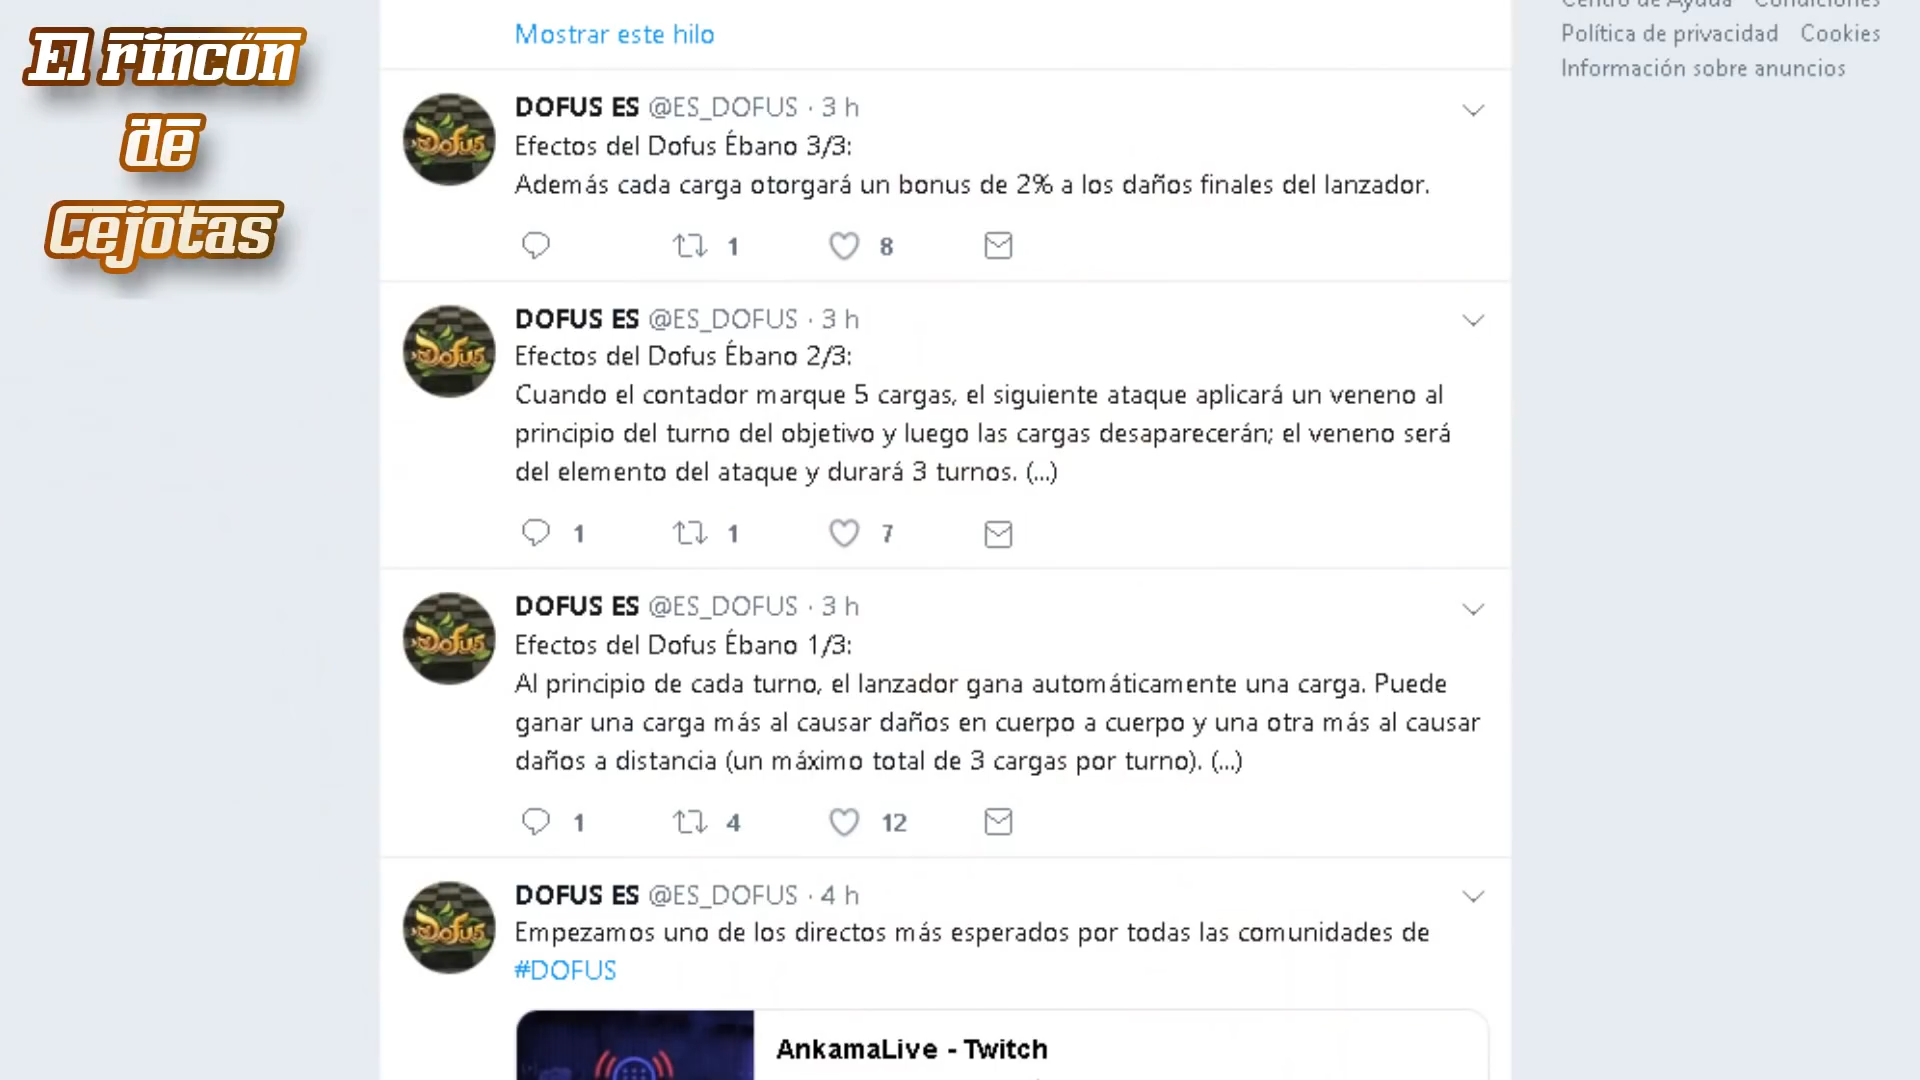 El rincón
de
Cejotas
Mostrar este hilo
DOFUS ES @ES_DOFUS · 3 h
Efectos del Dofus Ébano 3/3:
Además cada carga otorgará un bonus de 2% a los daños finales del lanzador.
1 8
DOFUS ES @ES_DOFUS · 3 h
Efectos del Dofus Ébano 2/3:
Cuando el contador marque 5 cargas, el siguiente ataque aplicará un veneno al
principio del turno del objetivo y luego las cargas desaparecerán; el veneno será
del elemento del ataque y durará 3 turnos. (...)
1 1 7
DOFUS ES @ES_DOFUS · 3 h
Efectos del Dofus Ébano 1/3:
Al principio de cada turno, el lanzador gana automáticamente una carga. Puede
ganar una carga más al causar daños en cuerpo a cuerpo y una otra más al causar
daños a distancia (un máximo total de 3 cargas por turno). (...)
1 4 12
DOFUS ES @ES_DOFUS · 4 h
Empezamos uno de los directos más esperados por todas las comunidades de
#DOFUS
AnkamaLive - Twitch
Centro de Ayuda Condiciones
Política de privacidad Cookies
Información sobre anuncios